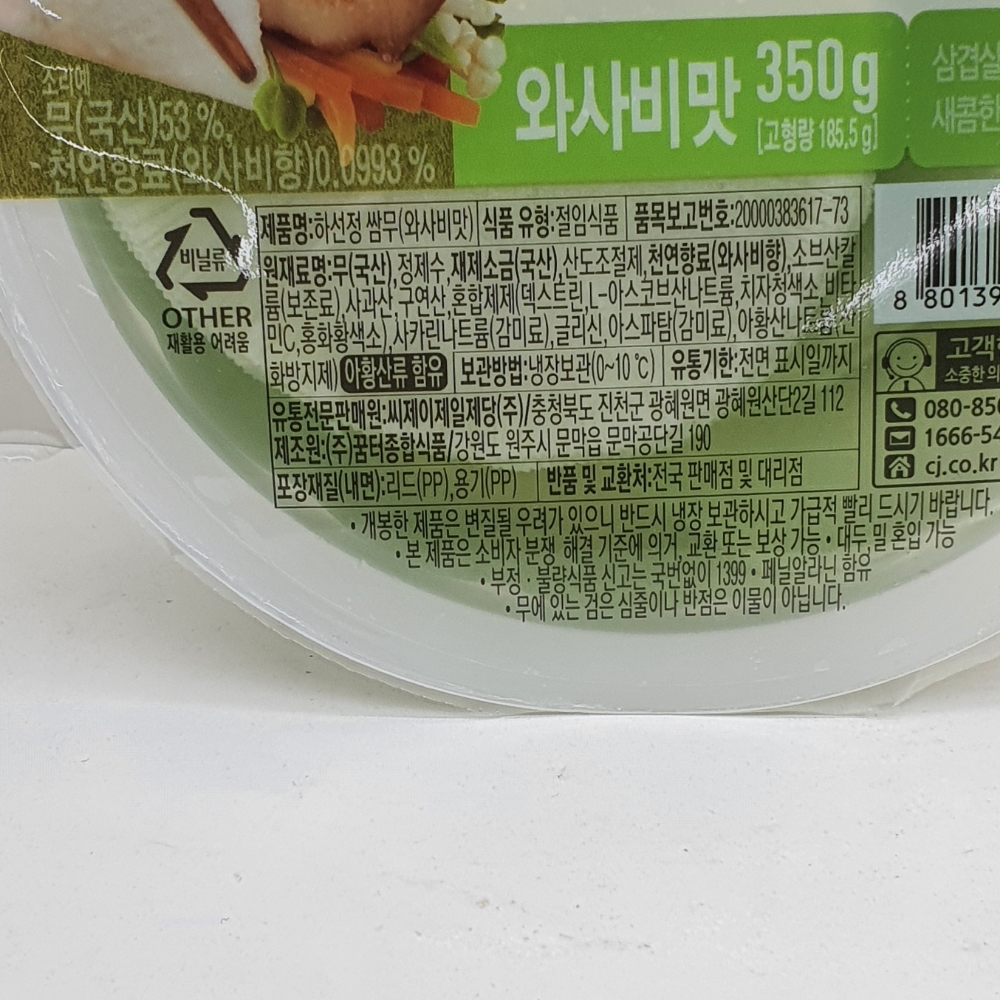 무(국산)53 %,
천연향료(와사비향)0.0993 %
와사비맛 350g
[고형량 185.5g]
삼겹살
새콤한
비닐류
OTHER
재활용 어려움
제품명:하선정 쌈무(와사비맛) 식품 유형:절임식품 품목보고번호:20000383617-73
원재료명:무(국산),정제수,재제소금(국산),산도조절제,천연향료(와사비향),소브산칼
륨(보존료),사과산,구연산,혼합제제(덱스트린,L-아스코브산나트륨,치자청색소,비타
민C,홍화황색소),사카린나트륨(감미료),글리신,아스파탐(감미료),아황산나트륨(산
화방지제) 아황산류 함유 보관방법:냉장보관(0~10 ℃) 유통기한:전면 표시일까지
유통전문판매원:씨제이제일제당(주)/충청북도 진천군 광혜원면 광혜원산단2길 112
제조원:(주)꿈터종합식품/강원도 원주시 문막읍 문막공단길 190
포장재질(내면):리드(PP),용기(PP) 반품 및 교환처:전국 판매점 및 대리점
• 개봉한 제품은 변질될 우려가 있으니 반드시 냉장 보관하시고 가급적 빨리 드시기 바랍니다.
• 본 제품은 소비자 분쟁 해결 기준에 의거, 교환 또는 보상 가능 • 대두, 밀 혼입 가능
• 부정 · 불량식품 신고는 국번없이 1399 • 페닐알라닌 함유
• 무에 있는 검은 심줄이나 반점은 이물이 아닙니다.
8 80139
고객
소중한 의
080-850
1666-54
cj.co.kr